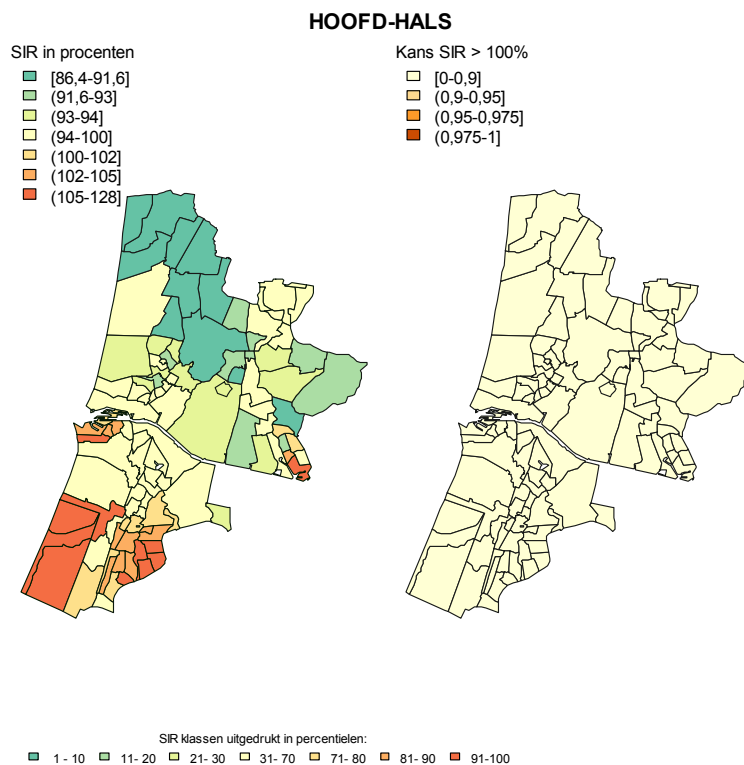 HOOFD-HALS
SIR in procenten
[86,4-91,6]
(91,6-93]
(93-94]
(94-100]
(100-102]
(102-105]
(105-128]
Kans SIR > 100%
[0-0,9]
(0,9-0,95]
(0,95-0,975]
(0,975-1]
SIR klassen uitgedrukt in percentielen:
1 - 10 11- 20 21- 30 31- 70 71- 80 81- 90 91-100